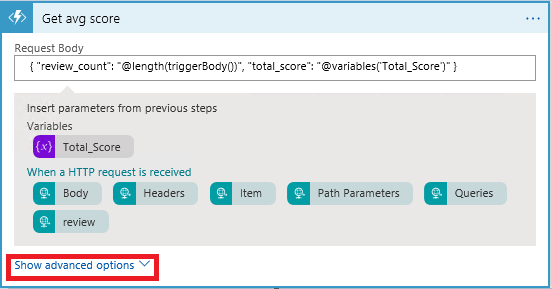 Get avg score
Request Body
{ "review_count": "@length(triggerBody())", "total_score": "@variables('Total_Score')" }
Insert parameters from previous steps
Variables
{x} Total_Score
When a HTTP request is received
Body Headers Item Path Parameters Queries
review
Show advanced options